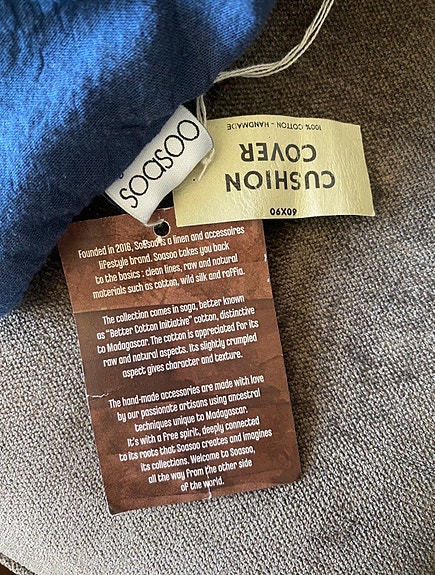 soasoo
60X90
CUSHION
COVER
100% COTTON - HANDMADE
Founded in 2016, Soasoo is a linen and accessories
lifestyle brand. Soasoo takes you back
to the basics : clean lines, raw and natural
materials such as cotton, wild silk and raffia.
The collection comes in soga, better known
as "Better Cotton Initiative" cotton, distinctive
to Madagascar. The cotton is appreciated for its
raw and natural aspects. Its slightly crumpled
aspect gives character and texture.
The hand-made accessories are made with love
by our passionate artisans using ancestral
techniques unique to Madagascar.
It's with a free spirit, deeply connected
to its roots that Soasoo creates and imagines
its collections. Welcome to Soasoo,
all the way from the other side
of the world.